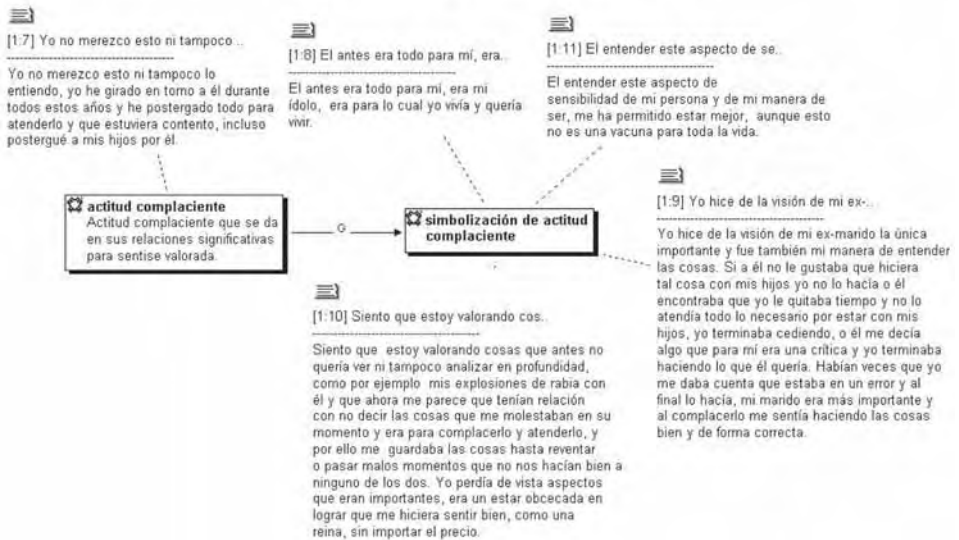 [1:7] Yo no merezco esto ni tampoco ..
Yo no merezco esto ni tampoco lo
entiendo, yo he girado en torno a él durante
todos estos años y he postergado todo para
atenderlo y que estuviera contento, incluso
postergué a mis hijos por él.
[1:8] El antes era todo para mí, era..
El antes era todo para mí, era mi
ídolo, era para lo cual yo vivía y quería
vivir.
[1:11] El entender este aspecto de se..
El entender este aspecto de
sensibilidad de mi persona y de mi manera de
ser, me ha permitido estar mejor, aunque esto
no es una vacuna para toda la vida.
actitud complaciente
Actitud complaciente que se da
en sus relaciones significativas
para sentise valorada.
G
simbolización de actitud
complaciente
[1:9] Yo hice de la visión de mi ex-..
Yo hice de la visión de mi ex-marido la única
importante y fue también mi manera de entender
las cosas. Si a él no le gustaba que hiciera
tal cosa con mis hijos yo no lo hacía o él
encontraba que yo le quitaba tiempo y no lo
atendía todo lo necesario por estar con mis
hijos, yo terminaba cediendo, o él me decía
algo que para mí era una crítica y yo terminaba
haciendo lo que él quería. Habían veces que yo
me daba cuenta que estaba en un error y al
final lo hacía, mi marido era más importante y
al complacerlo me sentía haciendo las cosas
bien y de forma correcta.
[1:10] Siento que estoy valorando cos..
Siento que estoy valorando cosas que antes no
quería ver ni tampoco analizar en profundidad,
como por ejemplo mis explosiones de rabia con
él y que ahora me parece que tenían relación
con no decir las cosas que me molestaban en su
momento y era para complacerlo y atenderlo, y
por ello me guardaba las cosas hasta reventar
o pasar malos momentos que no nos hacían bien a
ninguno de los dos. Yo perdía de vista aspectos
que eran importantes, era un estar obcecada en
lograr que me hiciera sentir bien, como una
reina, sin importar el precio.